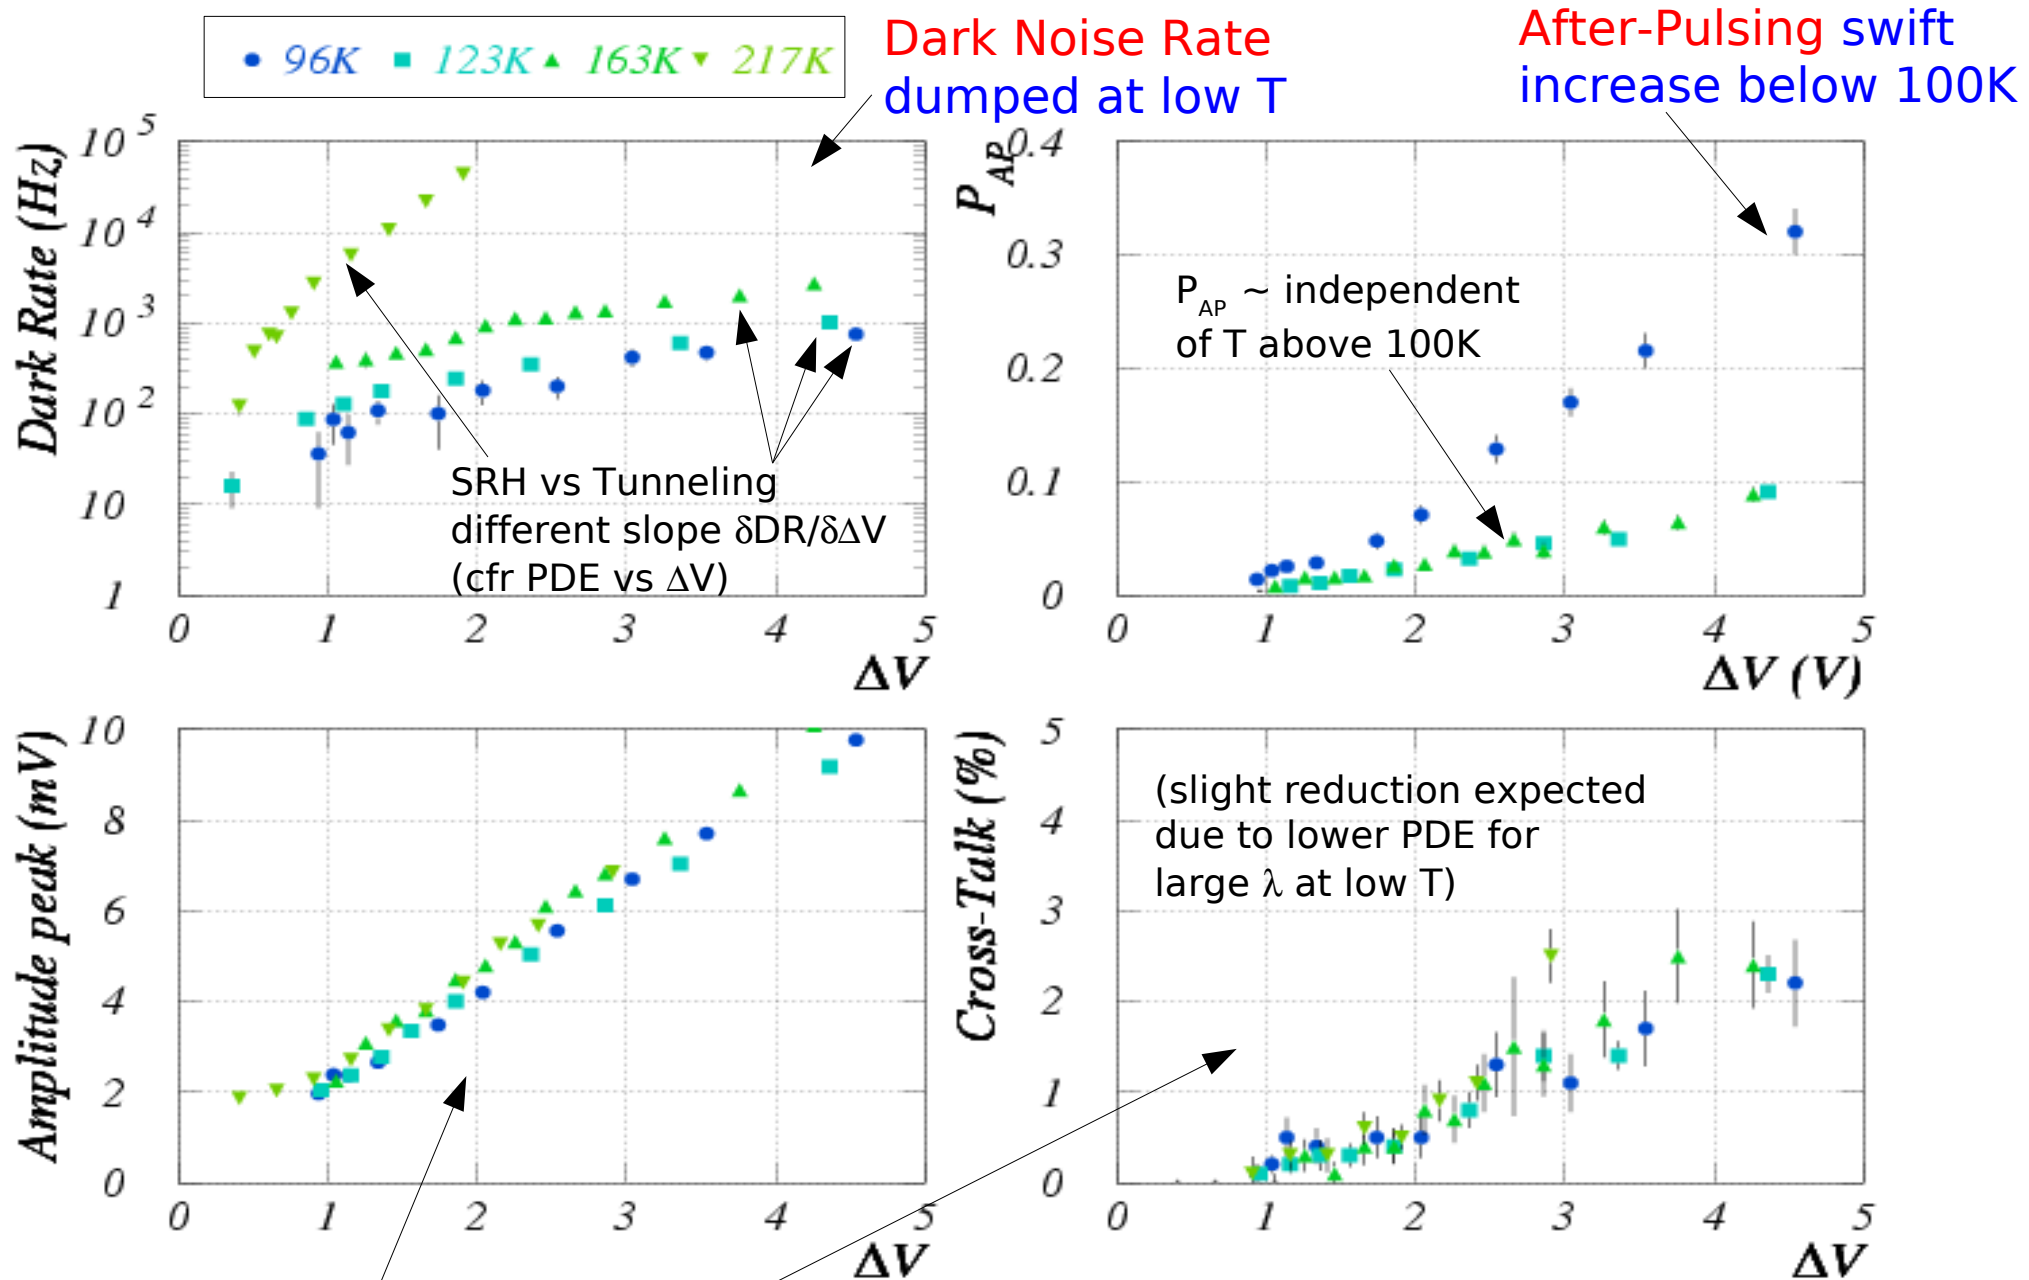 96K 123K 163K 217K
Dark Noise Rate
dumped at low T
After-Pulsing swift
increase below 100K
Dark Rate (Hz)
10 5
10 4
10 3
10 2
10
1
0 1 2 3 4 5
ΔV
SRH vs Tunneling
different slope δDR/δΔV
(cfr PDE vs ΔV)
P AP
0.4
0.3
0.2
0.1
0
0 1 2 3 4 5
ΔV (V)
P AP ~ independent
of T above 100K
Amplitude peak (mV)
10
8
6
4
2
0
0 1 2 3 4 5
ΔV
Cross-Talk (%)
5
4
3
2
1
0
0 1 2 3 4 5
ΔV
(slight reduction expected
due to lower PDE for
large λ at low T)